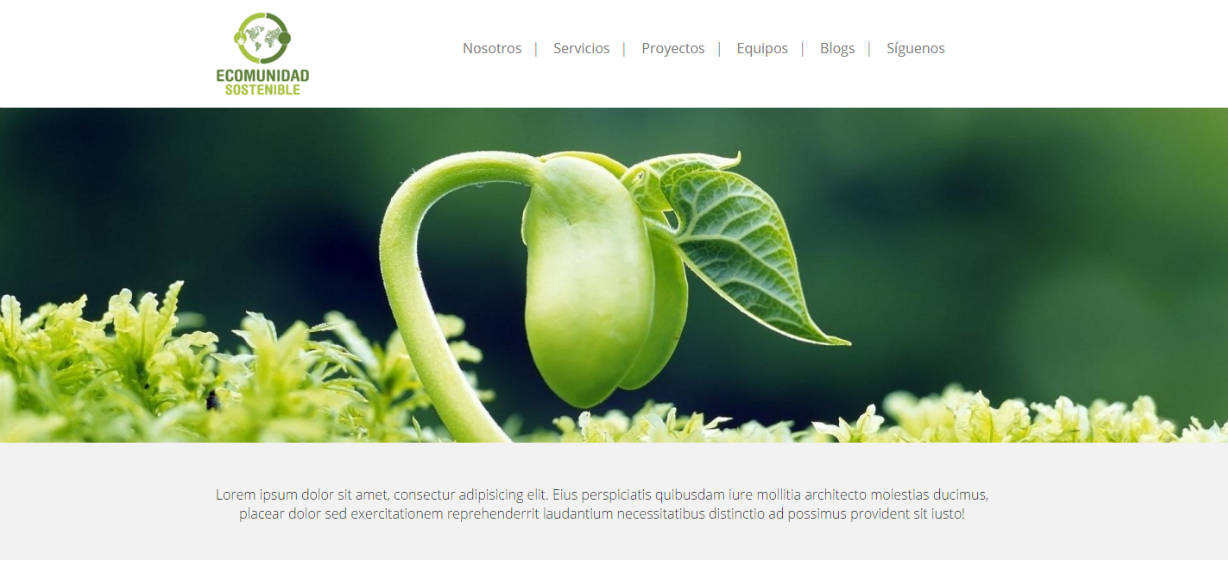 ECOMUNIDAD
SOSTENIBLE
Nosotros | Servicios | Proyectos | Equipos | Blogs | Síguenos
Lorem ipsum dolor sit amet, consectur adipisicing elit. Eius perspiciatis quibusdam iure mollitia architecto molestias ducimus,
placear dolor sed exercitationem reprehenderrit laudantium necessitatibus distinctio ad possimus provident sit iusto!